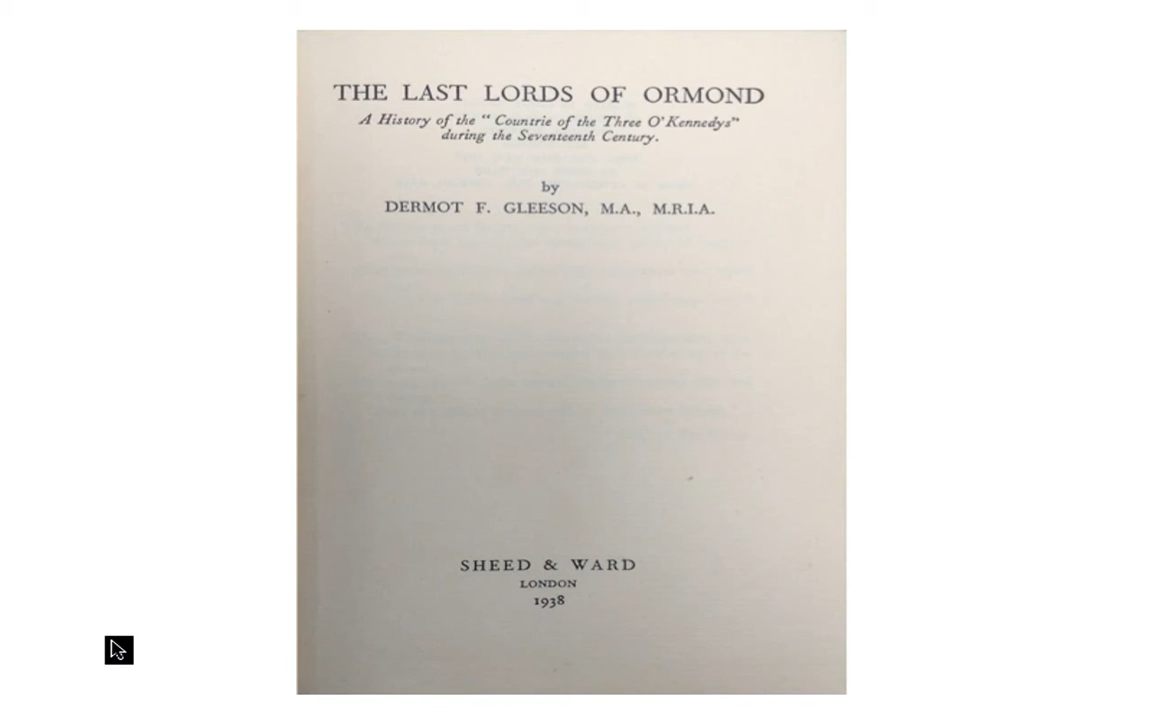 THE LAST LORDS OF ORMOND
A History of the “ Countrie of the Three O'Kennedys”
during the Seventeenth Century.
by
DERMOT F. GLEESON, M.A., M.R.I.A.
SHEED & WARD
LONDON
1938